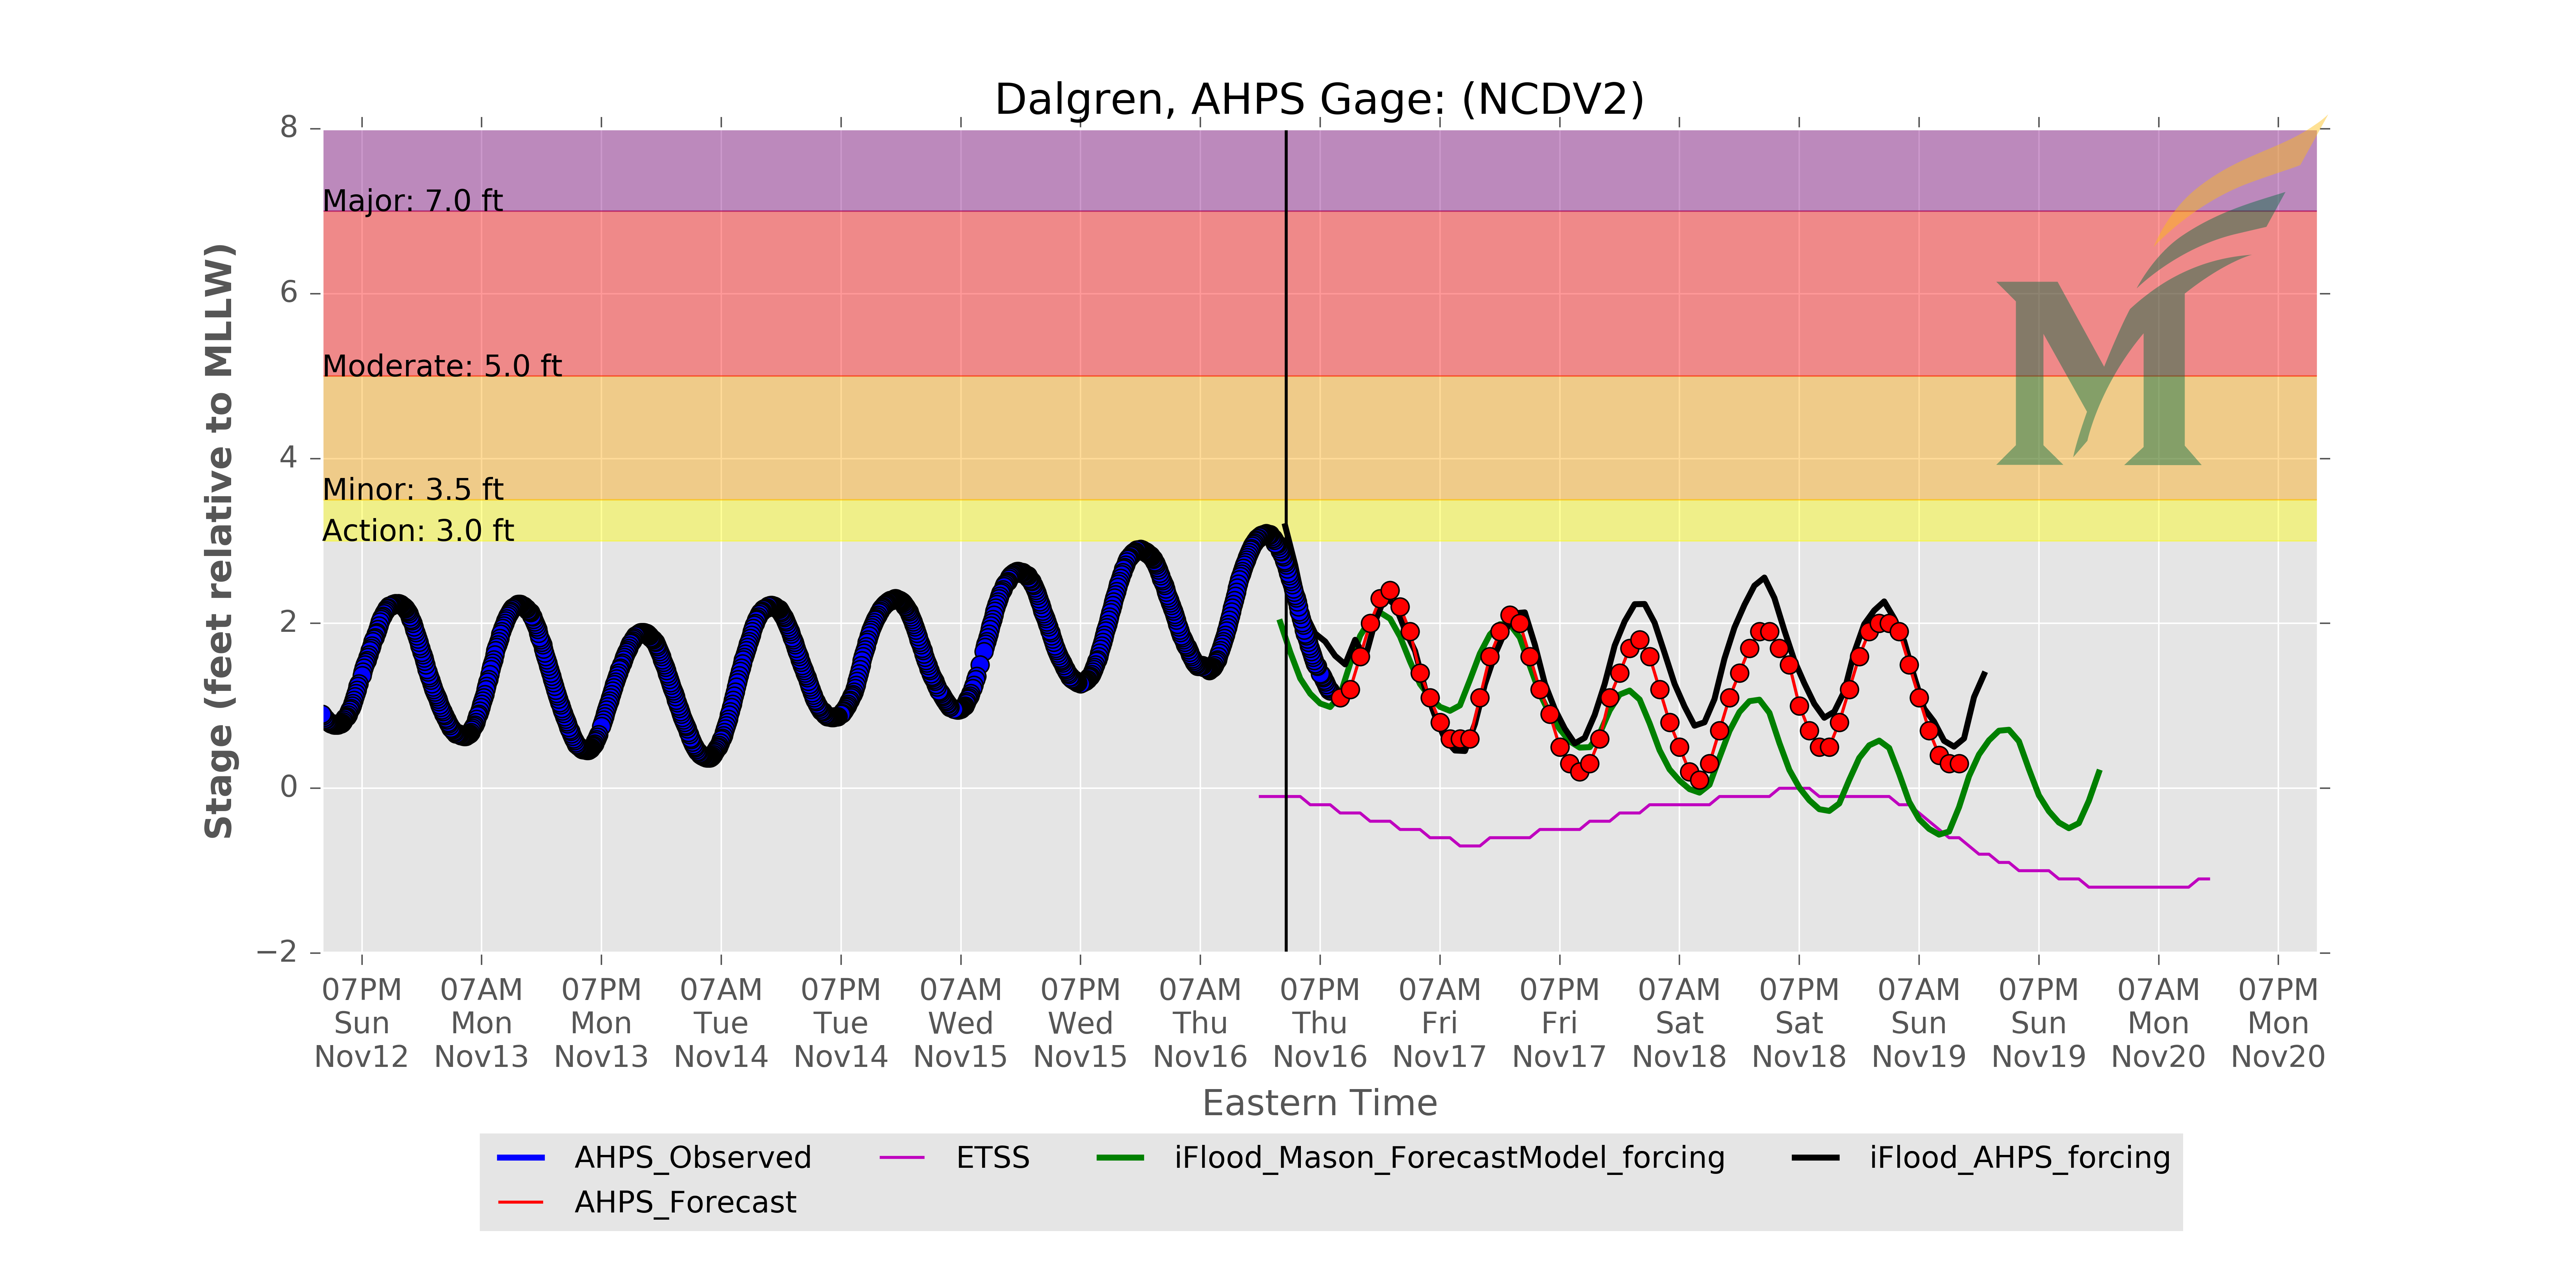 Dalgren, AHPS Gage: (NCDV2)
8
6
4
2
0
−2
Stage (feet relative to MLLW)
Major: 7.0 ft
Moderate: 5.0 ft
Minor: 3.5 ft
Action: 3.0 ft
07PM 07AM 07PM 07AM 07PM 07AM 07PM 07AM 07PM 07AM 07PM 07AM 07PM 07AM 07PM 07AM 07PM
Sun Mon Mon Tue Tue Wed Wed Thu Thu Fri Fri Sat Sat Sun Sun Mon Mon
Nov12 Nov13 Nov13 Nov14 Nov14 Nov15 Nov15 Nov16 Nov16 Nov17 Nov17 Nov18 Nov18 Nov19 Nov19 Nov20 Nov20
Eastern Time
AHPS_Observed ETSS iFlood_Mason_ForecastModel_forcing iFlood_AHPS_forcing
AHPS_Forecast